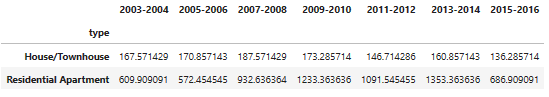 2003-2004 2005-2006 2007-2008 2009-2010 2011-2012 2013-2014 2015-2016
type
House/Townhouse 167.571429 170.857143 187.571429 173.285714 146.714286 160.857143 136.285714
Residential Apartment 609.909091 572.454545 932.636364 1233.363636 1091.545455 1353.363636 686.909091